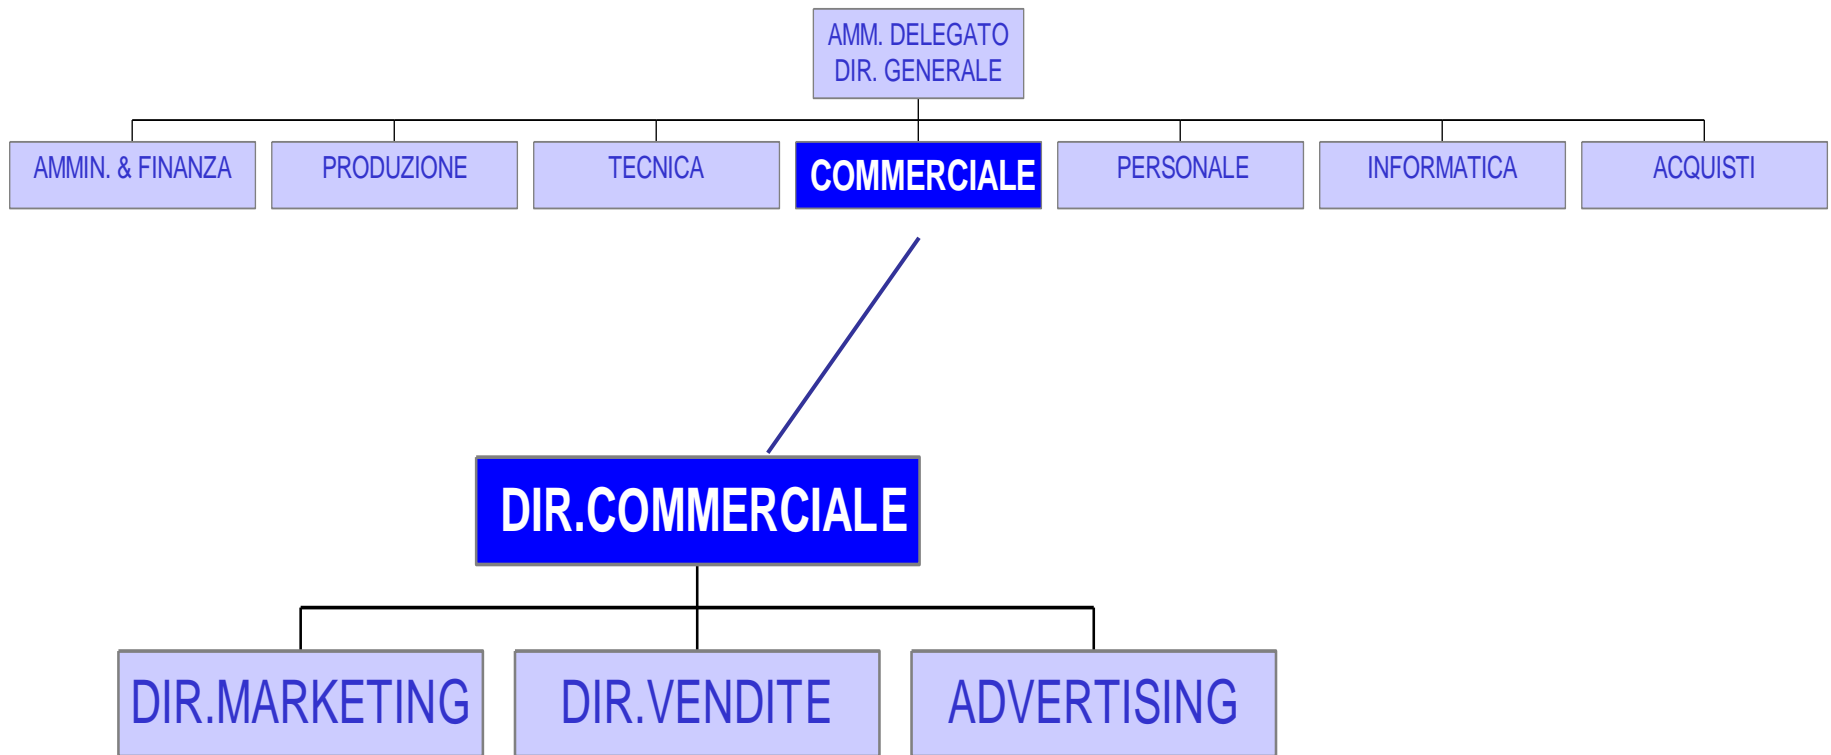 AMM. DELEGATO
DIR. GENERALE
AMMIN. & FINANZA
PRODUZIONE
TECNICA
COMMERCIALE
PERSONALE
INFORMATICA
ACQUISTI
DIR.COMMERCIALE
DIR.MARKETING
DIR.VENDITE
ADVERTISING